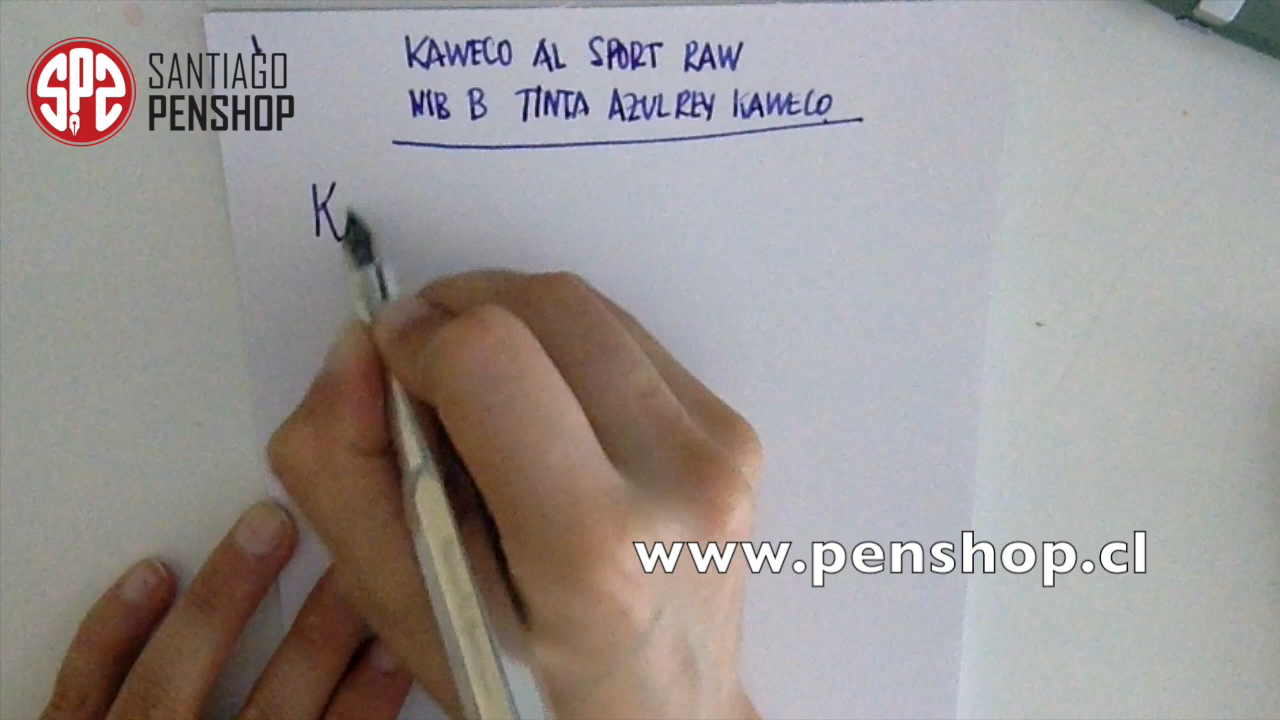 SANTIAGO
PENSHOP
KAWECO AL SPORT RAW
NIB B TINTA AZUL REY KAWECO
K
www.penshop.cl